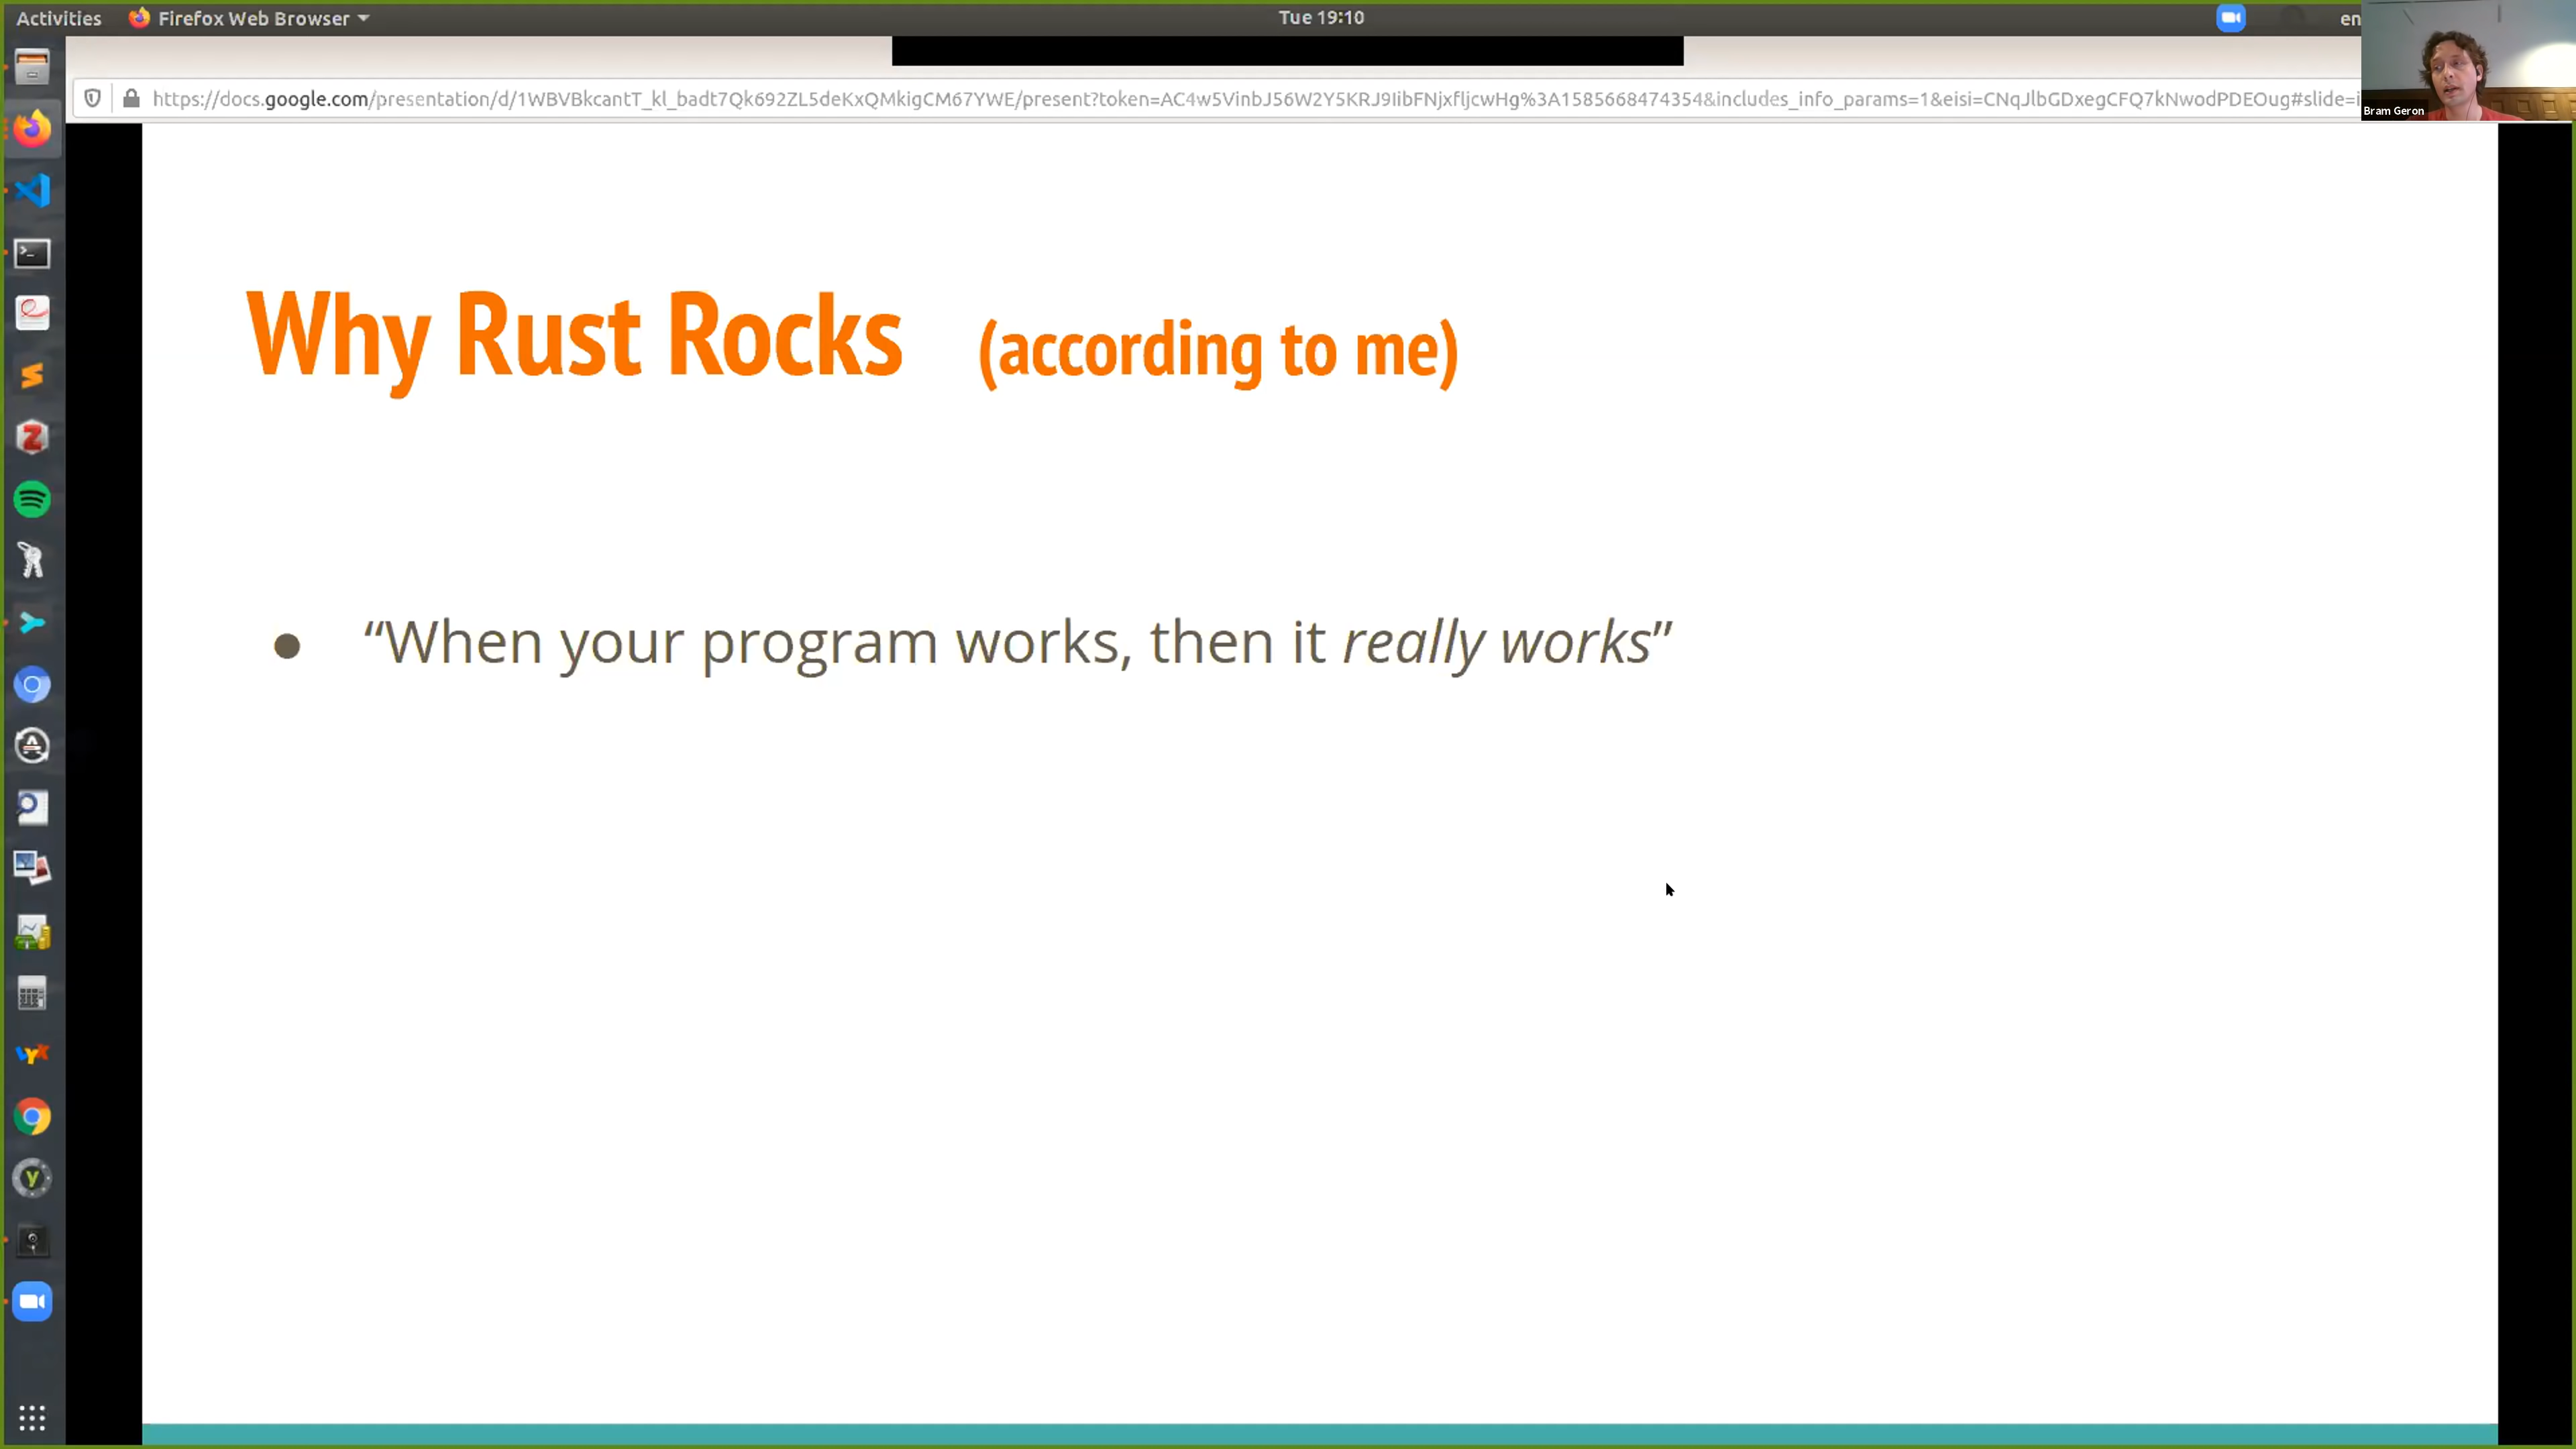 Activities Firefox Web Browser Tue 19:10 en
https://docs.google.com/presentation/d/1WBVBkcantT_kl_badt7Qk692ZL5deKxQMkigCM67YWE/present?token=AC4w5VinbJ56W2Y5KRJ9IibFNjxfljcwHg%3A1585668474354&includes_info_params=1&eisi=CNqJlbGDxegCFQ7kNwodPDEOug#slide=i
Bram Geron
Why Rust Rocks (according to me)
● “When your program works, then it really works”